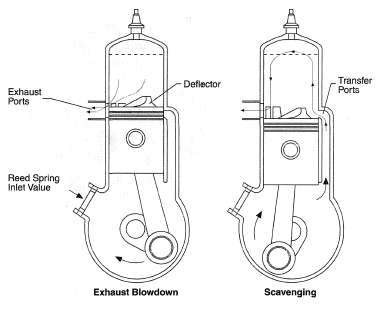 Deflector
Exhaust
Ports
Transfer
Ports
Reed Spring
Inlet Value
Exhaust Blowdown
Scavenging